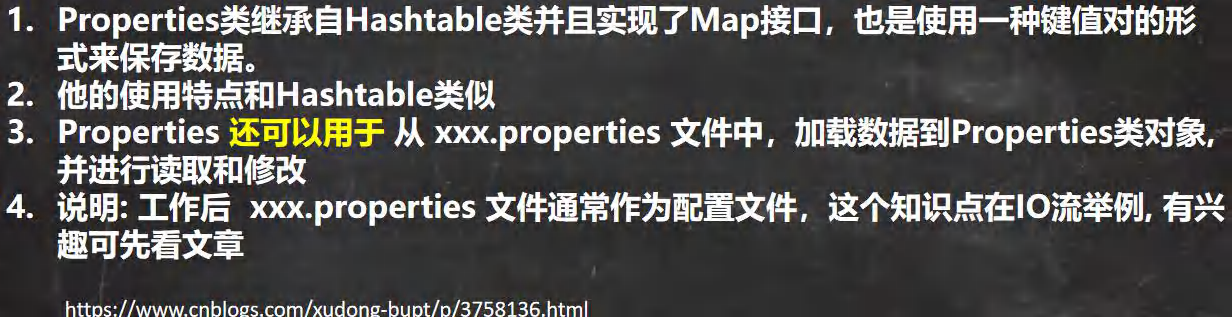 1. Properties类继承自Hashtable类并且实现了Map接口，也是使用一种键值对的形
式来保存数据。
2. 他的使用特点和Hashtable类似
3. Properties 还可以用于 从 xxx.properties 文件中，加载数据到Properties类对象,
并进行读取和修改
4. 说明: 工作后 xxx.properties 文件通常作为配置文件，这个知识点在IO流举例, 有兴
趣可先看文章
https://www.cnblogs.com/xudong-bupt/p/3758136.html